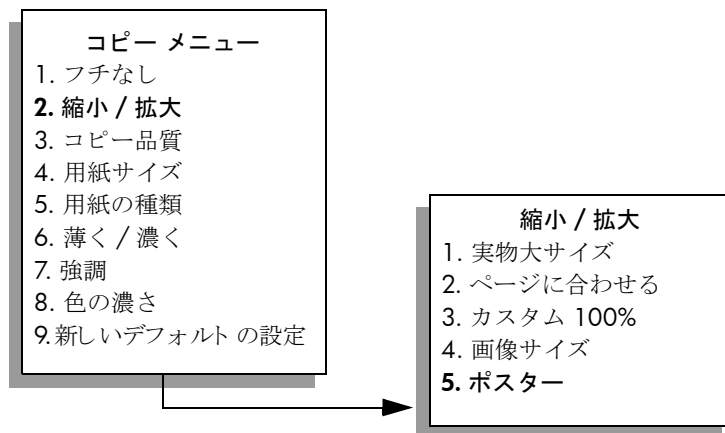 コピー メニュー
1. フチなし
2. 縮小 / 拡大
3. コピー品質
4. 用紙サイズ
5. 用紙の種類
6. 薄く / 濃く
7. 強調
8. 色の濃さ
9.新しいデフォルト の設定
縮小 / 拡大
1. 実物大サイズ
2. ページに合わせる
3. カスタム 100%
4. 画像サイズ
5. ポスター